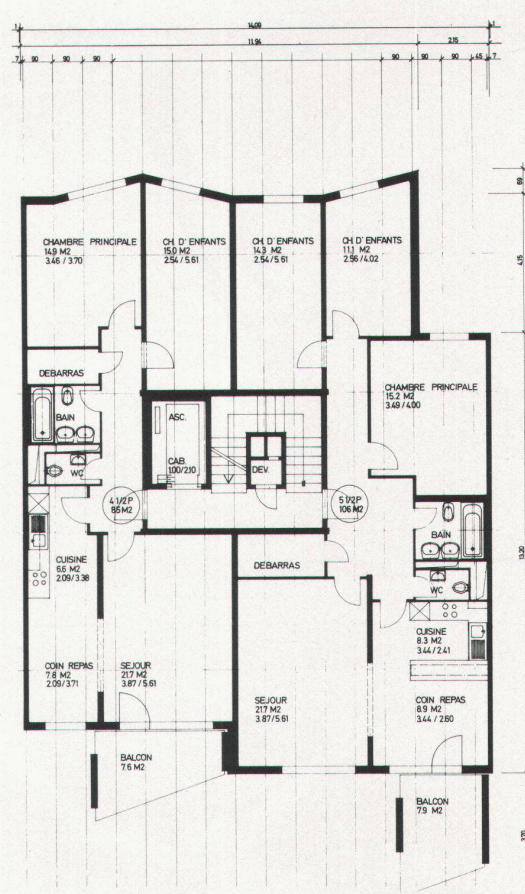 14.09
11.94
2.15
7
90
90
90
90
90
90
45
7
69
4.15
13.20
3.70
CHAMBRE PRINCIPALE
14.9 M2
3.46 / 3.70
CH. D'ENFANTS
15.0 M2
2.54 / 5.61
CH. D'ENFANTS
14.3 M2
2.54 / 5.61
CH. D'ENFANTS
11.1 M2
2.56 / 4.02
DEBARRAS
BAIN
WC
ASC.
CAB.
1.00/2.10
DEV.
CHAMBRE PRINCIPALE
15.2 M2
3.49 / 4.00
4 1/2 P
85 M2
5 1/2 P
106 M2
BAIN
WC
DEBARRAS
CUISINE
6.6 M2
2.09 / 3.38
CUISINE
8.3 M2
3.44 / 2.41
COIN REPAS
7.8 M2
2.09 / 3.71
SEJOUR
21.7 M2
3.87 / 5.61
SEJOUR
21.7 M2
3.87 / 5.61
COIN REPAS
8.9 M2
3.44 / 2.60
BALCON
7.6 M2
BALCON
7.9 M2